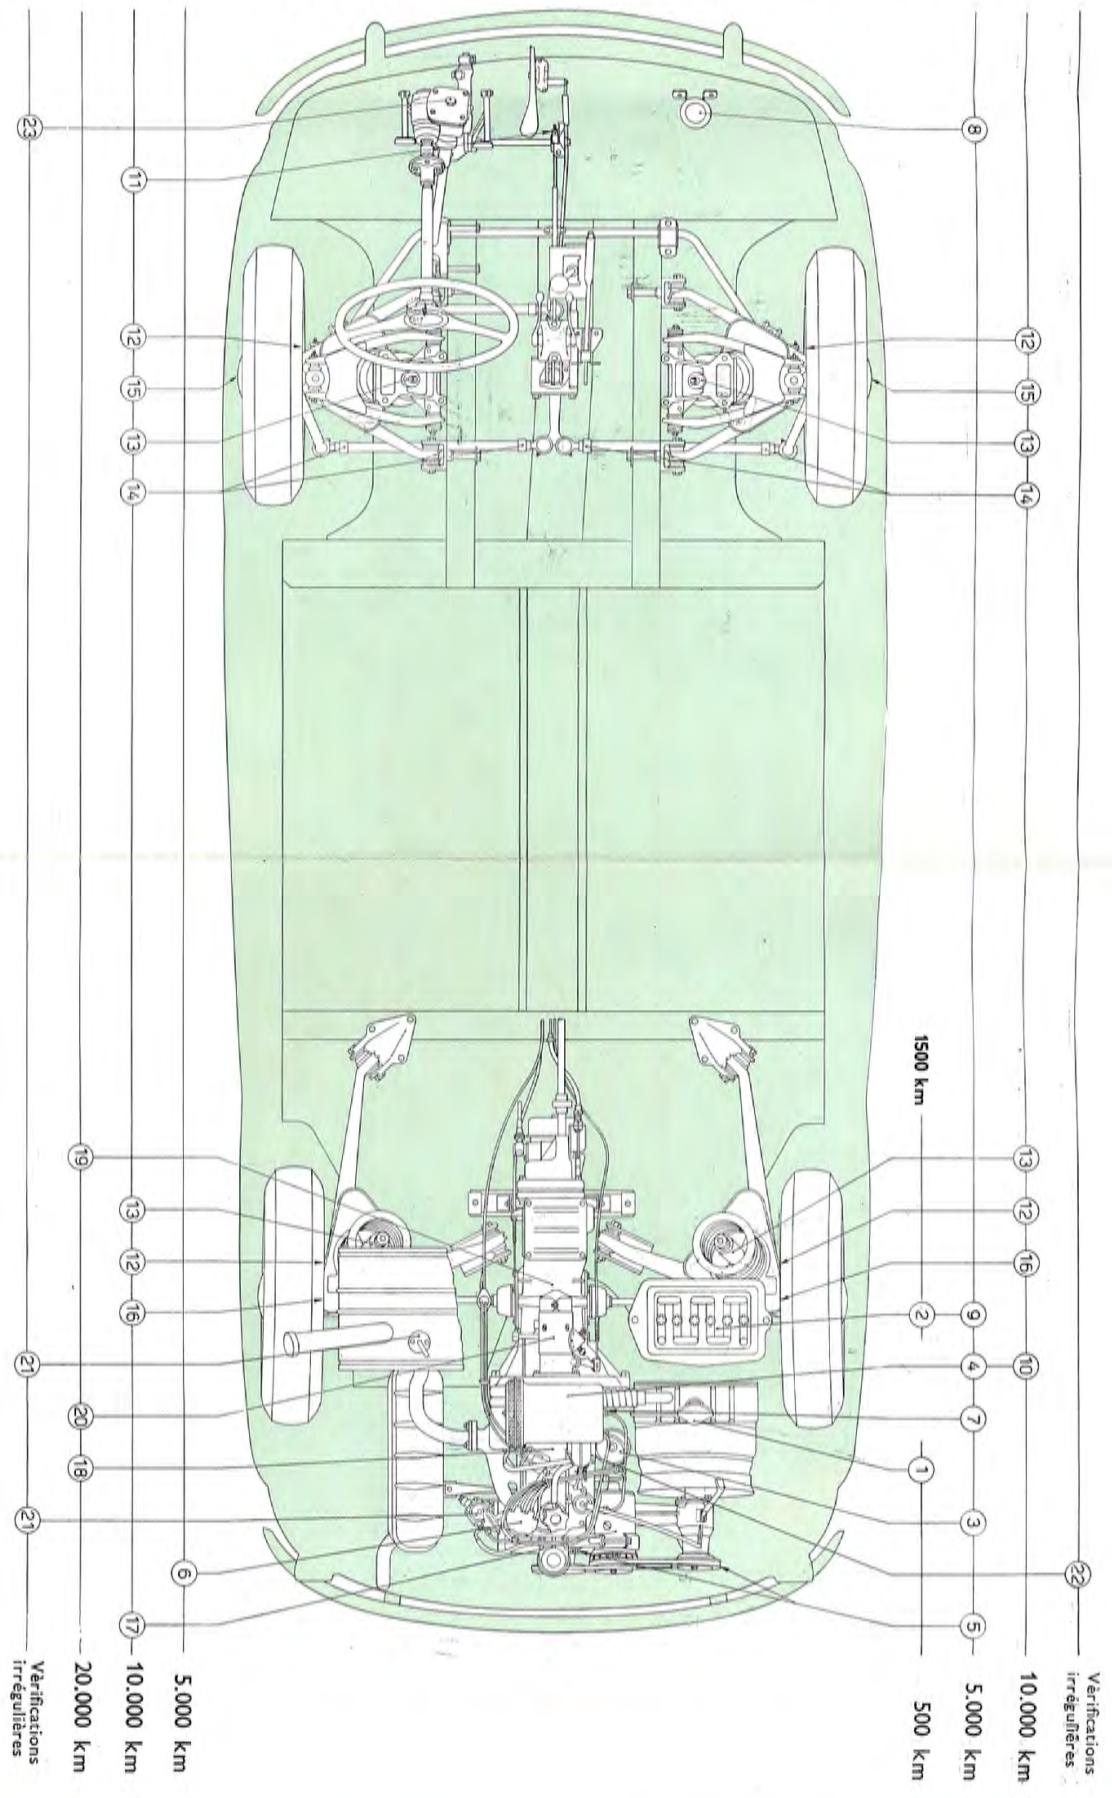 22 Vèrifications
irrégulières
12 15 13 14 13 12 16 10 10.000 km
8 9 4 7 3 5 5.000 km
1500 km 2 1 500 km
6 5.000 km
11 12 15 13 14 13 12 16 17 10.000 km
19 20 18 20.000 km
23 21 21 Vèrifications
irrégulières